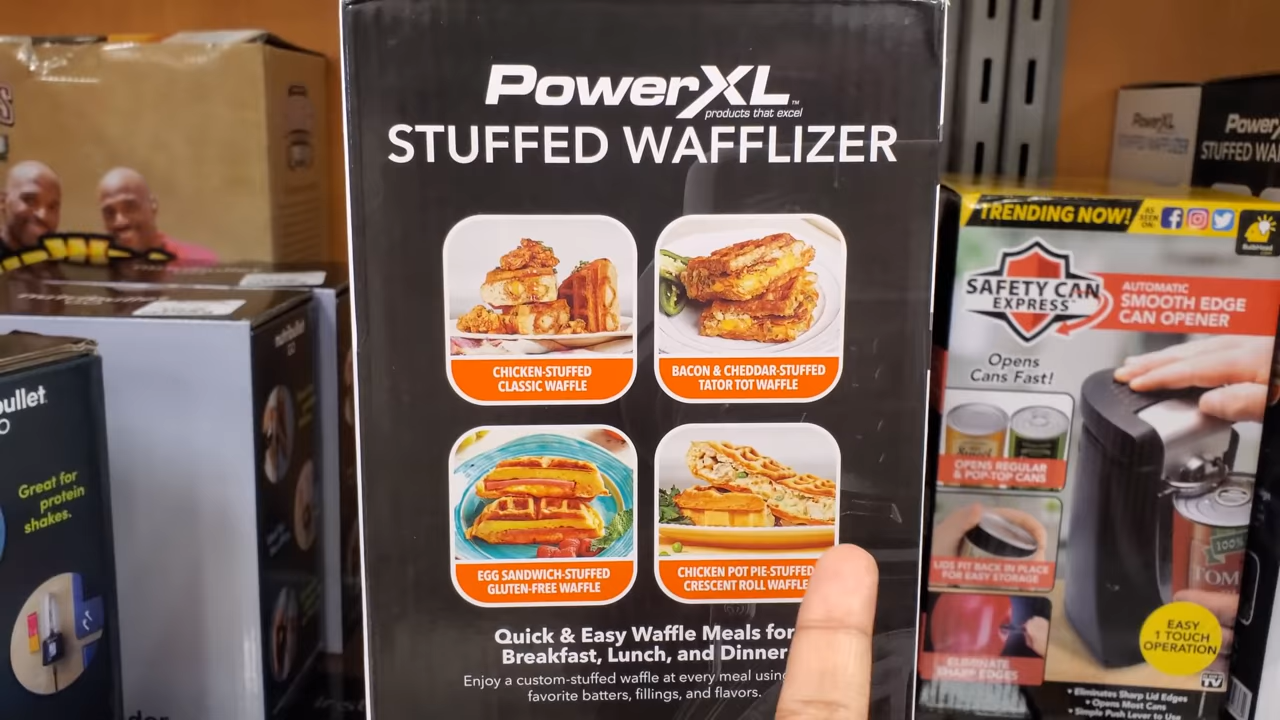 PowerXL™
products that excel
STUFFED WAFFLIZER
CHICKEN-STUFFED
CLASSIC WAFFLE
BACON & CHEDDAR-STUFFED
TATOR TOT WAFFLE
EGG SANDWICH-STUFFED
GLUTEN-FREE WAFFLE
CHICKEN POT PIE-STUFFED
CRESCENT ROLL WAFFLE
Quick & Easy Waffle Meals for
Breakfast, Lunch, and Dinner
Enjoy a custom-stuffed waffle at every meal using
favorite batters, fillings, and flavors.
Great for
protein
shakes.
PowerXL
STUFFED
TRENDING NOW!
AS
SEEN
ON:
SAFETY CAN
EXPRESS™
AUTOMATIC
SMOOTH EDGE
CAN OPENER
Opens
Cans Fast!
OPENS REGULAR
& POP-TOP CANS
LIDS FIT BACK IN PLACE
FOR EASY STORAGE
ELIMINATE
SHARP EDGES
100%
TOM
EASY
1 TOUCH
OPERATION
TV
• Eliminates Sharp Lid Edges
• Opens Most Cans
• Simple Push Lever to Use